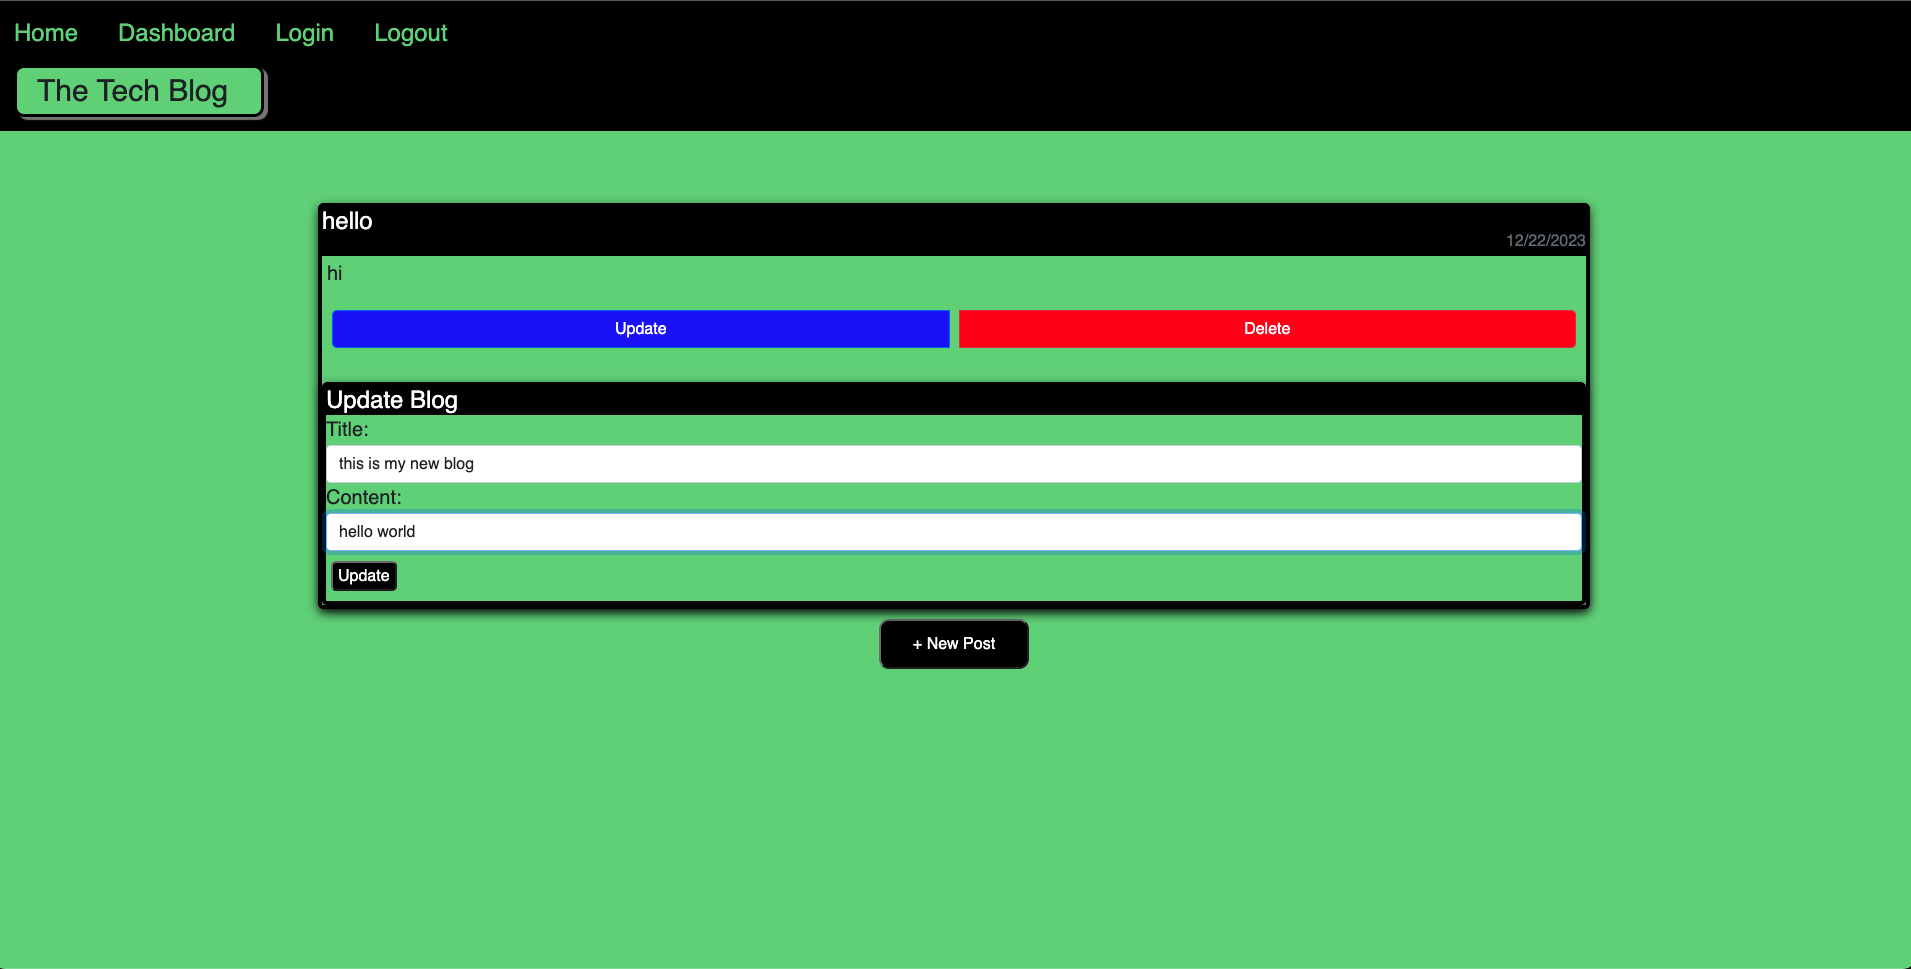 Home Dashboard Login Logout
The Tech Blog
hello
12/22/2023
hi
Update Delete
Update Blog
Title:
this is my new blog
Content:
hello world
Update
+ New Post